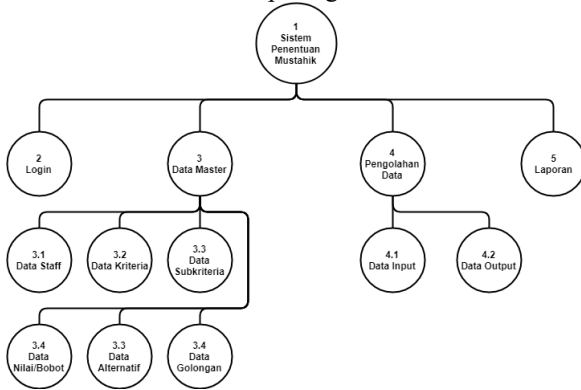 1
Sistem
Penentuan
Mustahik
2
Login
3
Data Master
4
Pengolahan
Data
5
Laporan
3.1
Data Staff
3.2
Data Kriteria
3.3
Data
Subkriteria
4.1
Data Input
4.2
Data Output
3.4
Data
Nilai/Bobot
3.3
Data
Alternatif
3.4
Data
Golongan